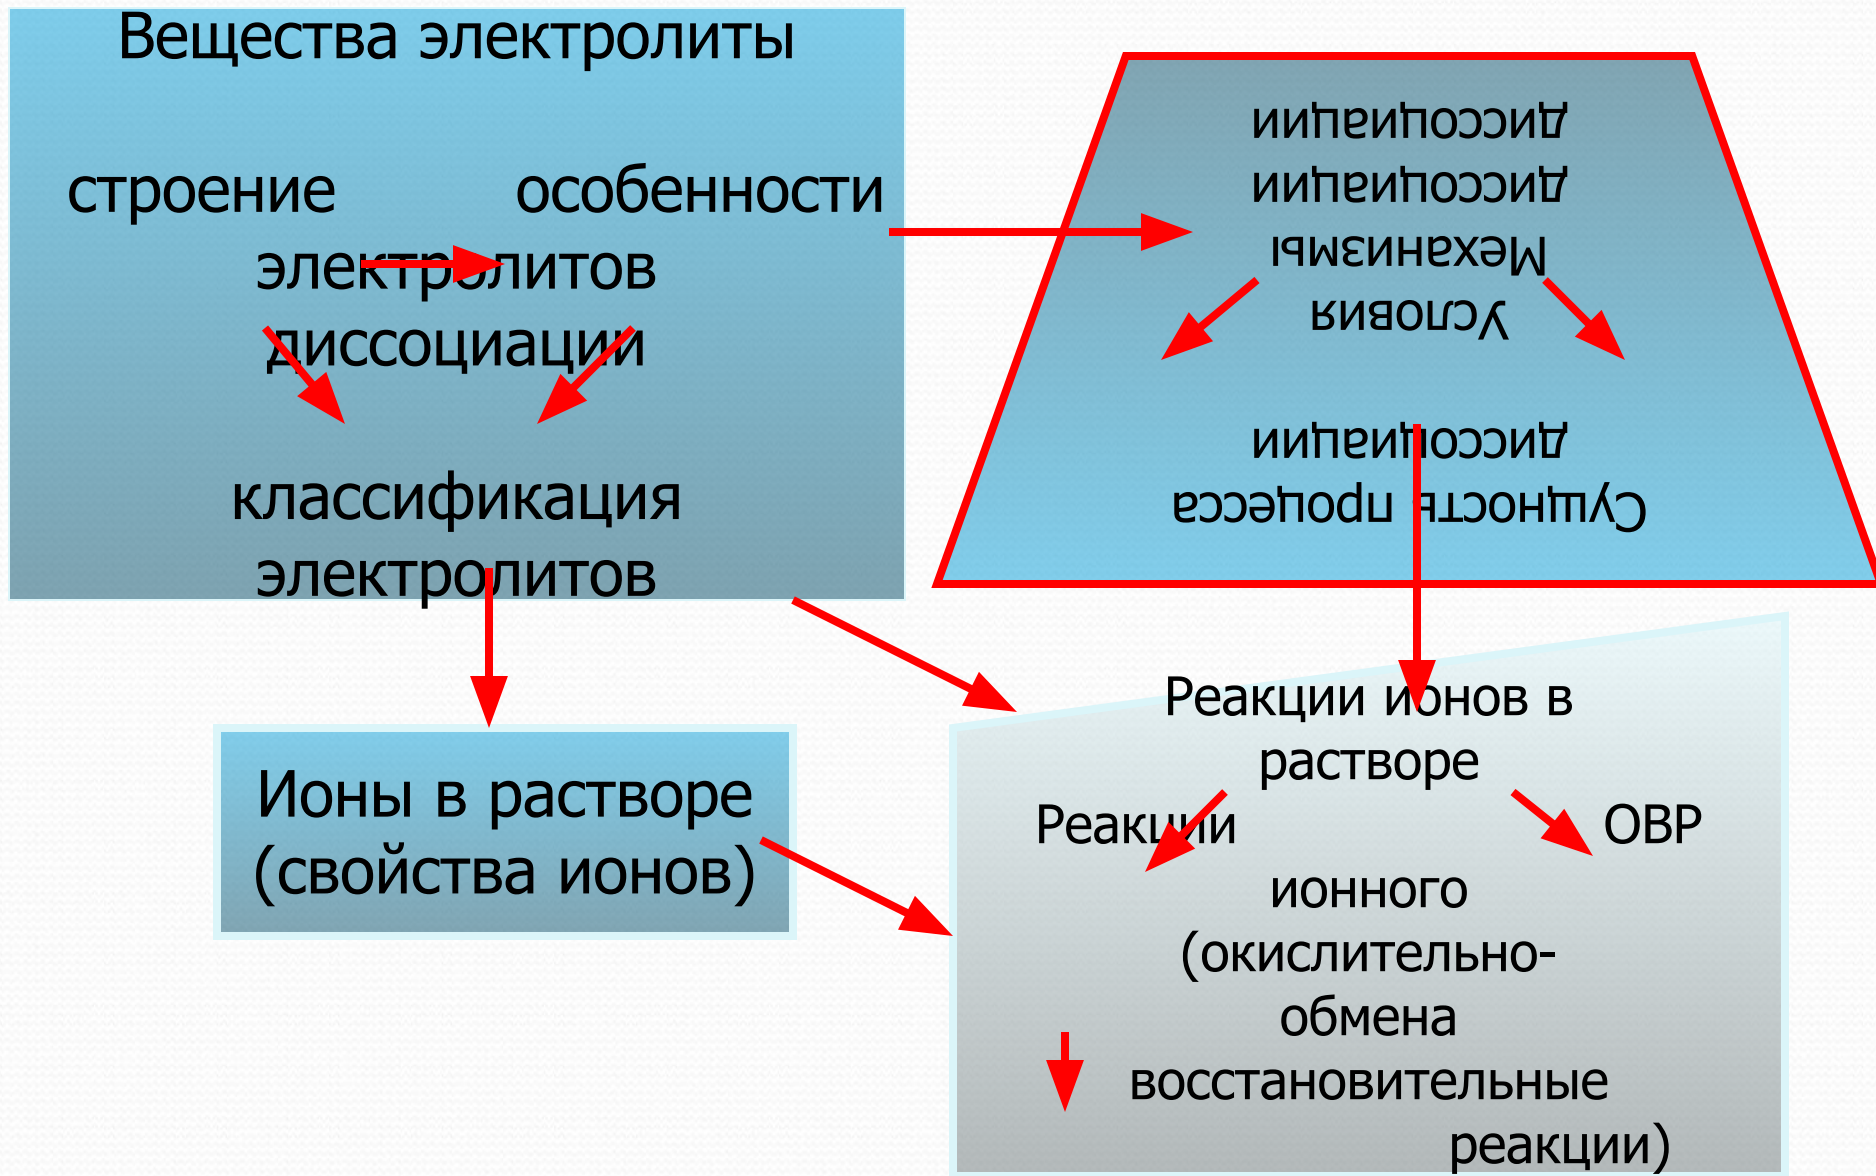 Вещества электролиты
строение особенности
электролитов
диссоциации
классификация
электролитов
Сущность процесса
диссоциации
Условия
Механизмы
диссоциации
диссоциации
Ионы в растворе
(свойства ионов)
Реакции ионов в
растворе
Реакции ОВР
ионного
(окислительно-
обмена
восстановительные
реакции)